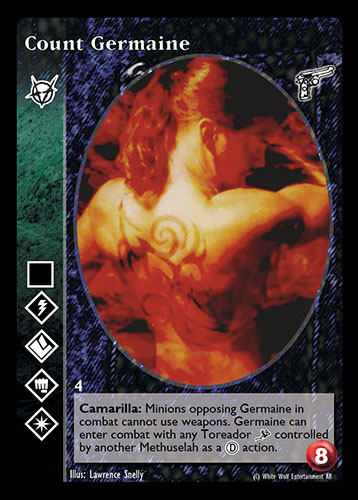 Count Germaine
4
Camarilla: Minions opposing Germaine in
combat cannot use weapons. Germaine can
enter combat with any Toreador controlled
by another Methuselah as a D action.
8
Illus: Lawrence Snelly
(C) White Wolf Entertainment AB